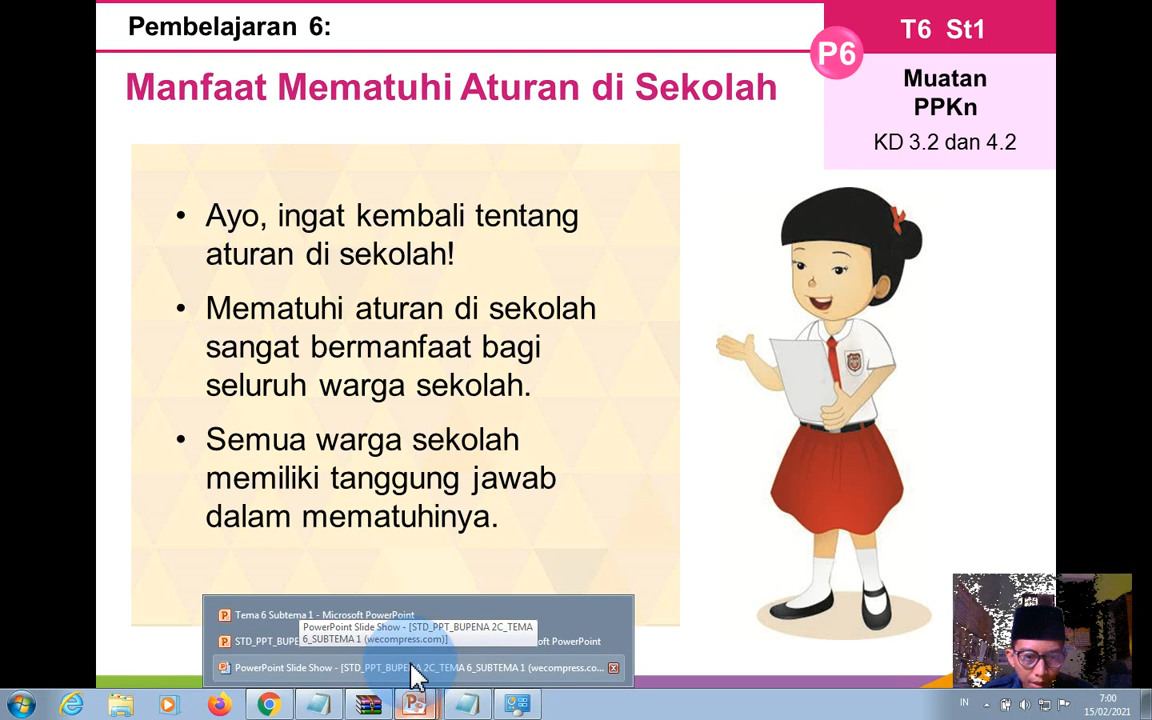 Pembelajaran 6:
T6 St1
P6
Manfaat Mematuhi Aturan di Sekolah
Muatan
PPKn
KD 3.2 dan 4.2
• Ayo, ingat kembali tentang
aturan di sekolah!
• Mematuhi aturan di sekolah
sangat bermanfaat bagi
seluruh warga sekolah.
• Semua warga sekolah
memiliki tanggung jawab
dalam mematuhinya.
Tema 6 Subtema 1 - Microsoft PowerPoint
PowerPoint Slide Show - [STD_PPT_BUPENA 2C_TEMA
6_SUBTEMA 1 (wecompress.com)]
STD_PPT_BUPE
oft PowerPoint
PowerPoint Slide Show - [STD_PPT_BUPENA 2C_TEMA 6_SUBTEMA 1 (wecompress.co...
IN
7:00
15/02/2021